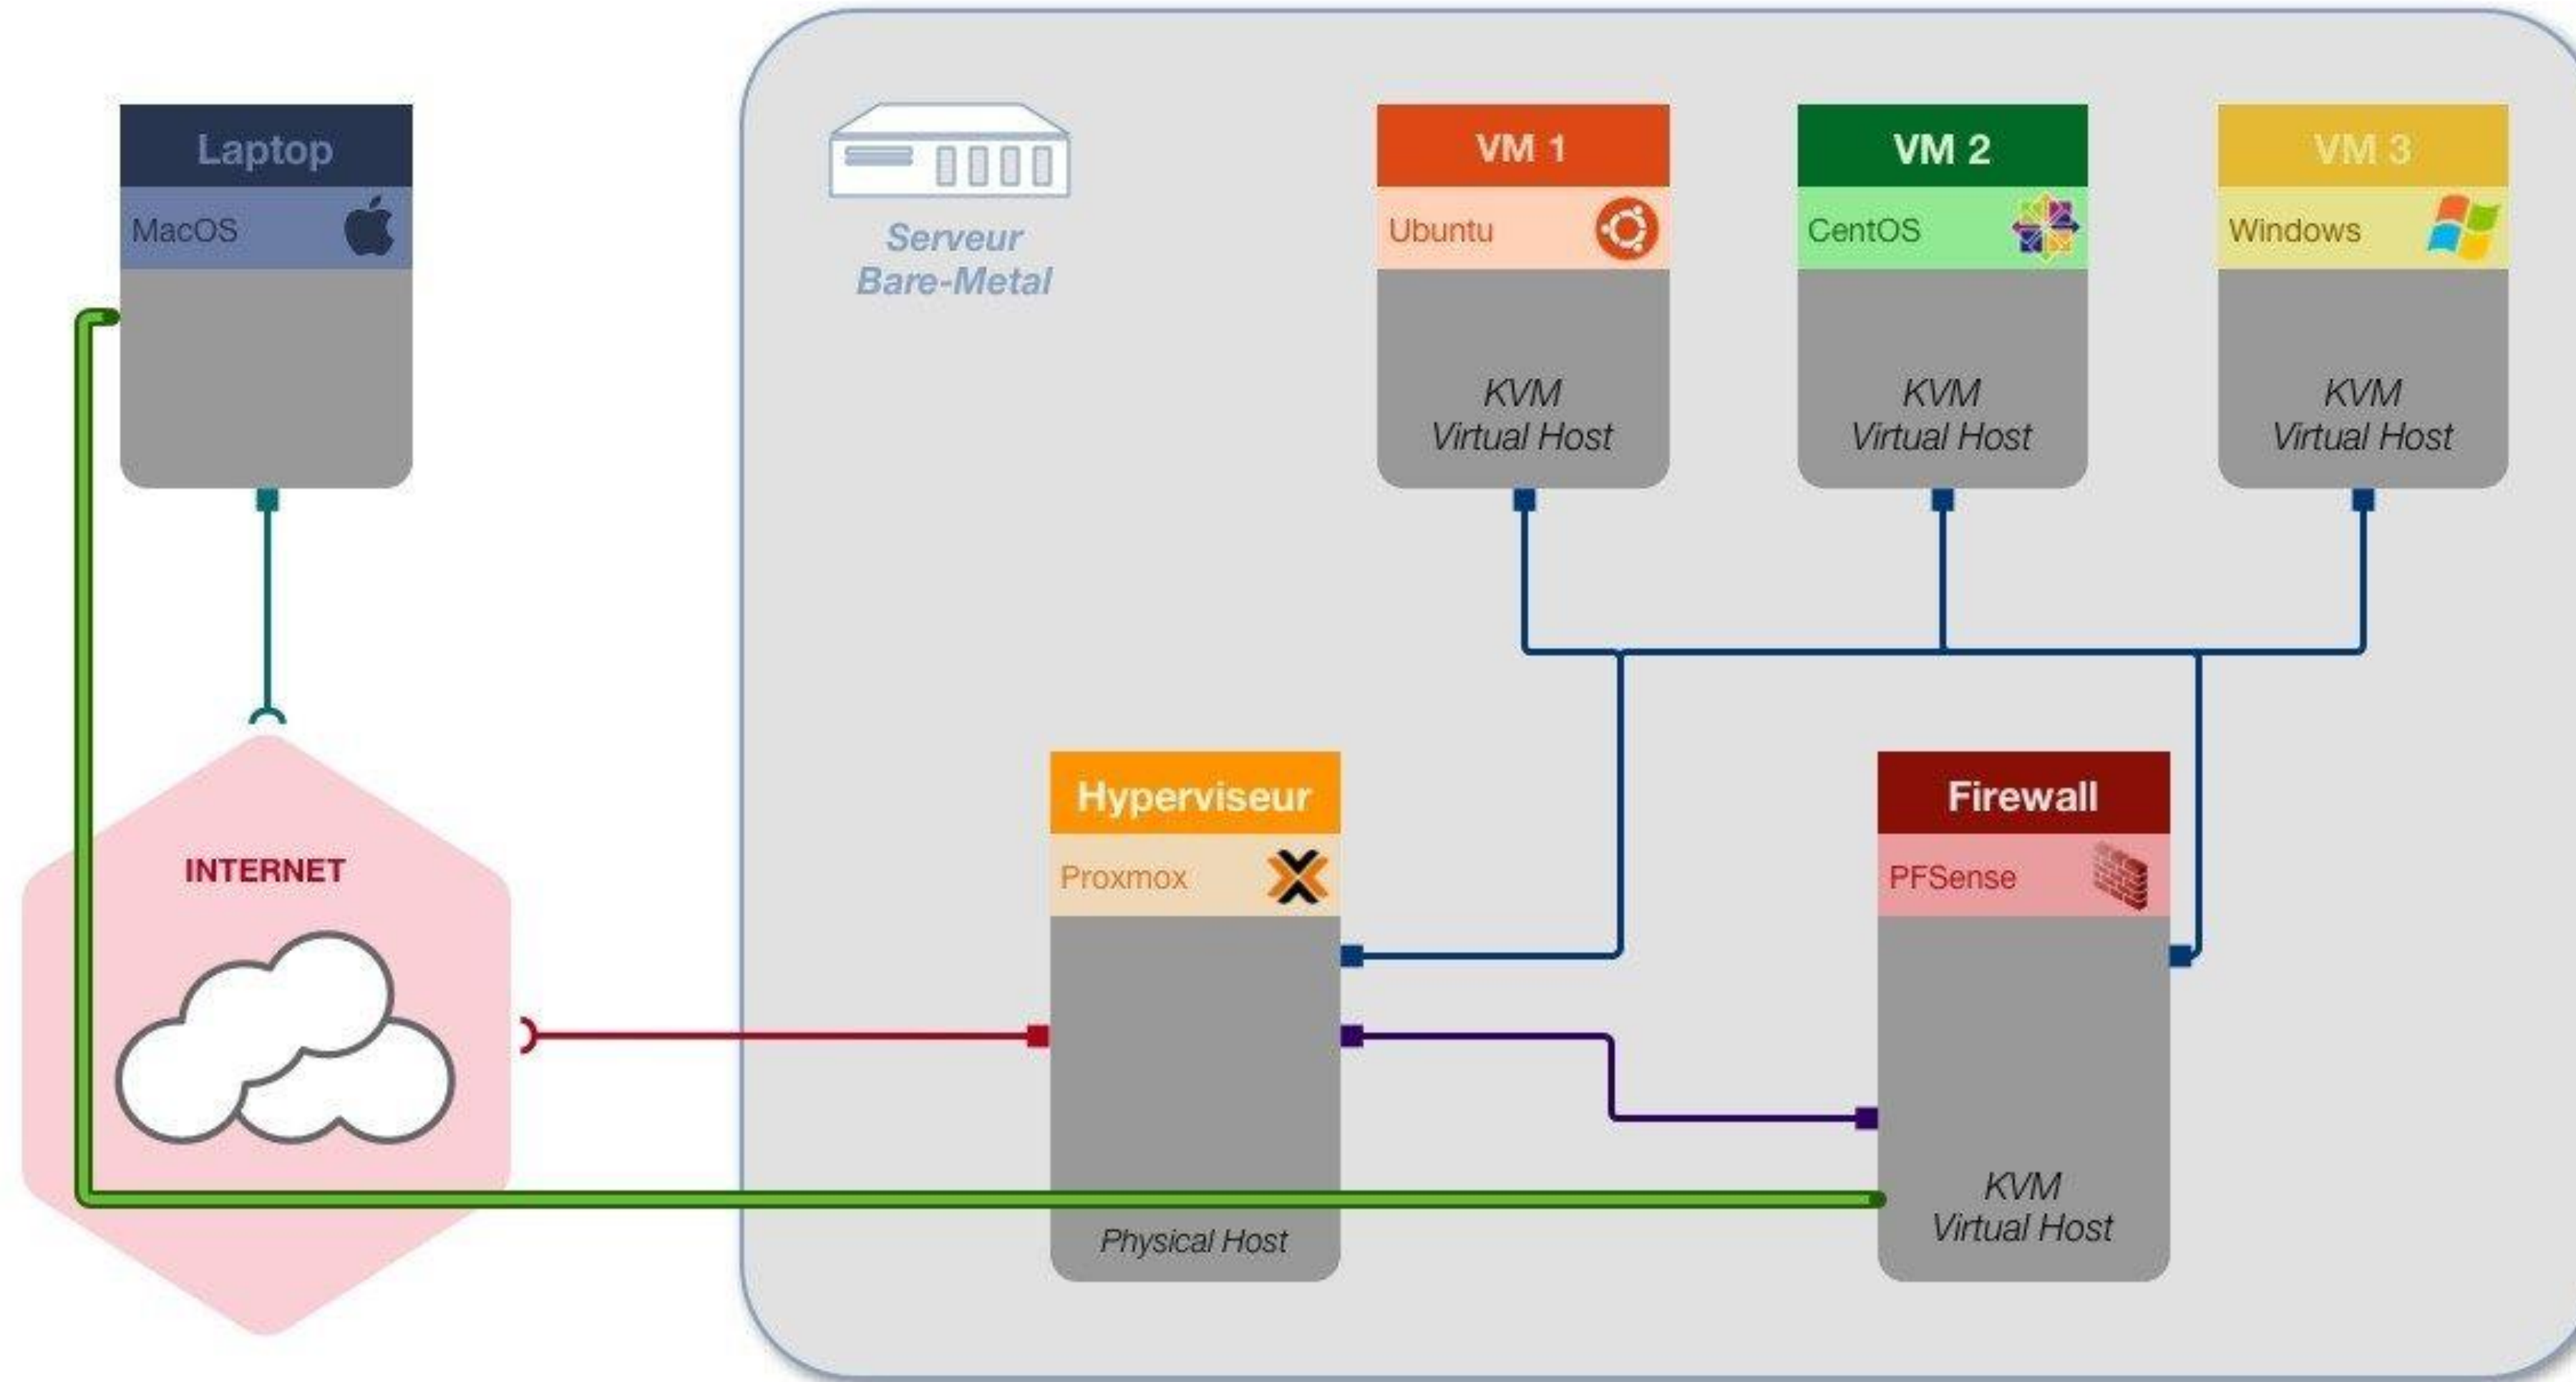 Laptop
MacOS
Serveur
Bare-Metal
VM 1
Ubuntu
KVM
Virtual Host
VM 2
CentOS
KVM
Virtual Host
VM 3
Windows
KVM
Virtual Host
INTERNET
Hyperviseur
Proxmox
Physical Host
Firewall
PFSense
KVM
Virtual Host